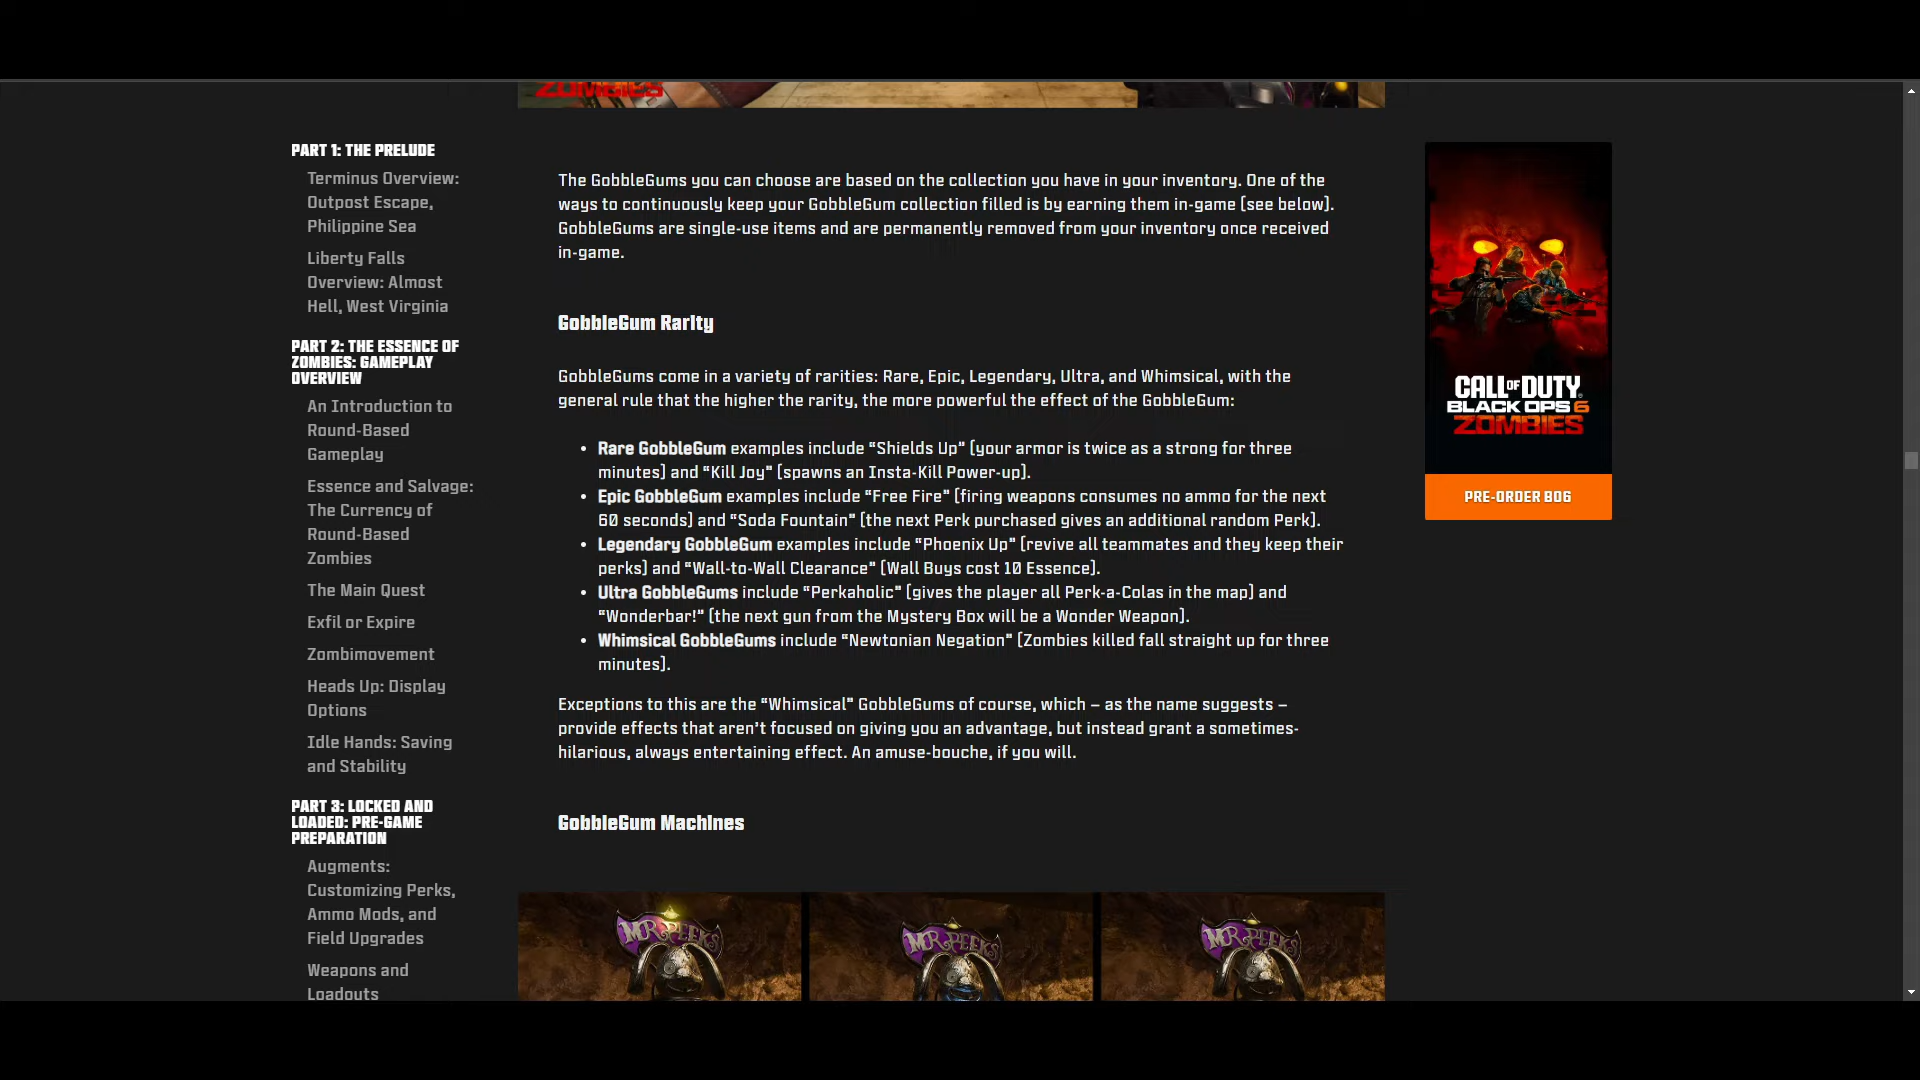 ZOMBIES
PART 1: THE PRELUDE
Terminus Overview:
Outpost Escape,
Philippine Sea
Liberty Falls
Overview: Almost
Hell, West Virginia
PART 2: THE ESSENCE OF
ZOMBIES: GAMEPLAY
OVERVIEW
An Introduction to
Round-Based
Gameplay
Essence and Salvage:
The Currency of
Round-Based
Zombies
The Main Quest
Exfil or Expire
Zombimovement
Heads Up: Display
Options
Idle Hands: Saving
and Stability
PART 3: LOCKED AND
LOADED: PRE-GAME
PREPARATION
Augments:
Customizing Perks,
Ammo Mods, and
Field Upgrades
Weapons and
Loadouts
The GobbleGums you can choose are based on the collection you have in your inventory. One of the
ways to continuously keep your GobbleGum collection filled is by earning them in-game (see below).
GobbleGums are single-use items and are permanently removed from your inventory once received
in-game.
GobbleGum Rarity
GobbleGums come in a variety of rarities: Rare, Epic, Legendary, Ultra, and Whimsical, with the
general rule that the higher the rarity, the more powerful the effect of the GobbleGum:
• Rare GobbleGum examples include “Shields Up” (your armor is twice as a strong for three
minutes) and “Kill Joy” (spawns an Insta-Kill Power-up).
• Epic GobbleGum examples include “Free Fire” (firing weapons consumes no ammo for the next
60 seconds) and “Soda Fountain” (the next Perk purchased gives an additional random Perk).
• Legendary GobbleGum examples include “Phoenix Up” (revive all teammates and they keep their
perks) and “Wall-to-Wall Clearance” (Wall Buys cost 10 Essence).
• Ultra GobbleGums include “Perkaholic” (gives the player all Perk-a-Colas in the map) and
“Wonderbar!” (the next gun from the Mystery Box will be a Wonder Weapon).
• Whimsical GobbleGums include “Newtonian Negation” (Zombies killed fall straight up for three
minutes).
Exceptions to this are the “Whimsical” GobbleGums of course, which – as the name suggests –
provide effects that aren’t focused on giving you an advantage, but instead grant a sometimes-
hilarious, always entertaining effect. An amuse-bouche, if you will.
GobbleGum Machines
MCR PEEKS
MCR PEEKS
MCR PEEKS
CALL OF DUTY
BLACK OPS 6
ZOMBIES
PRE-ORDER BO6